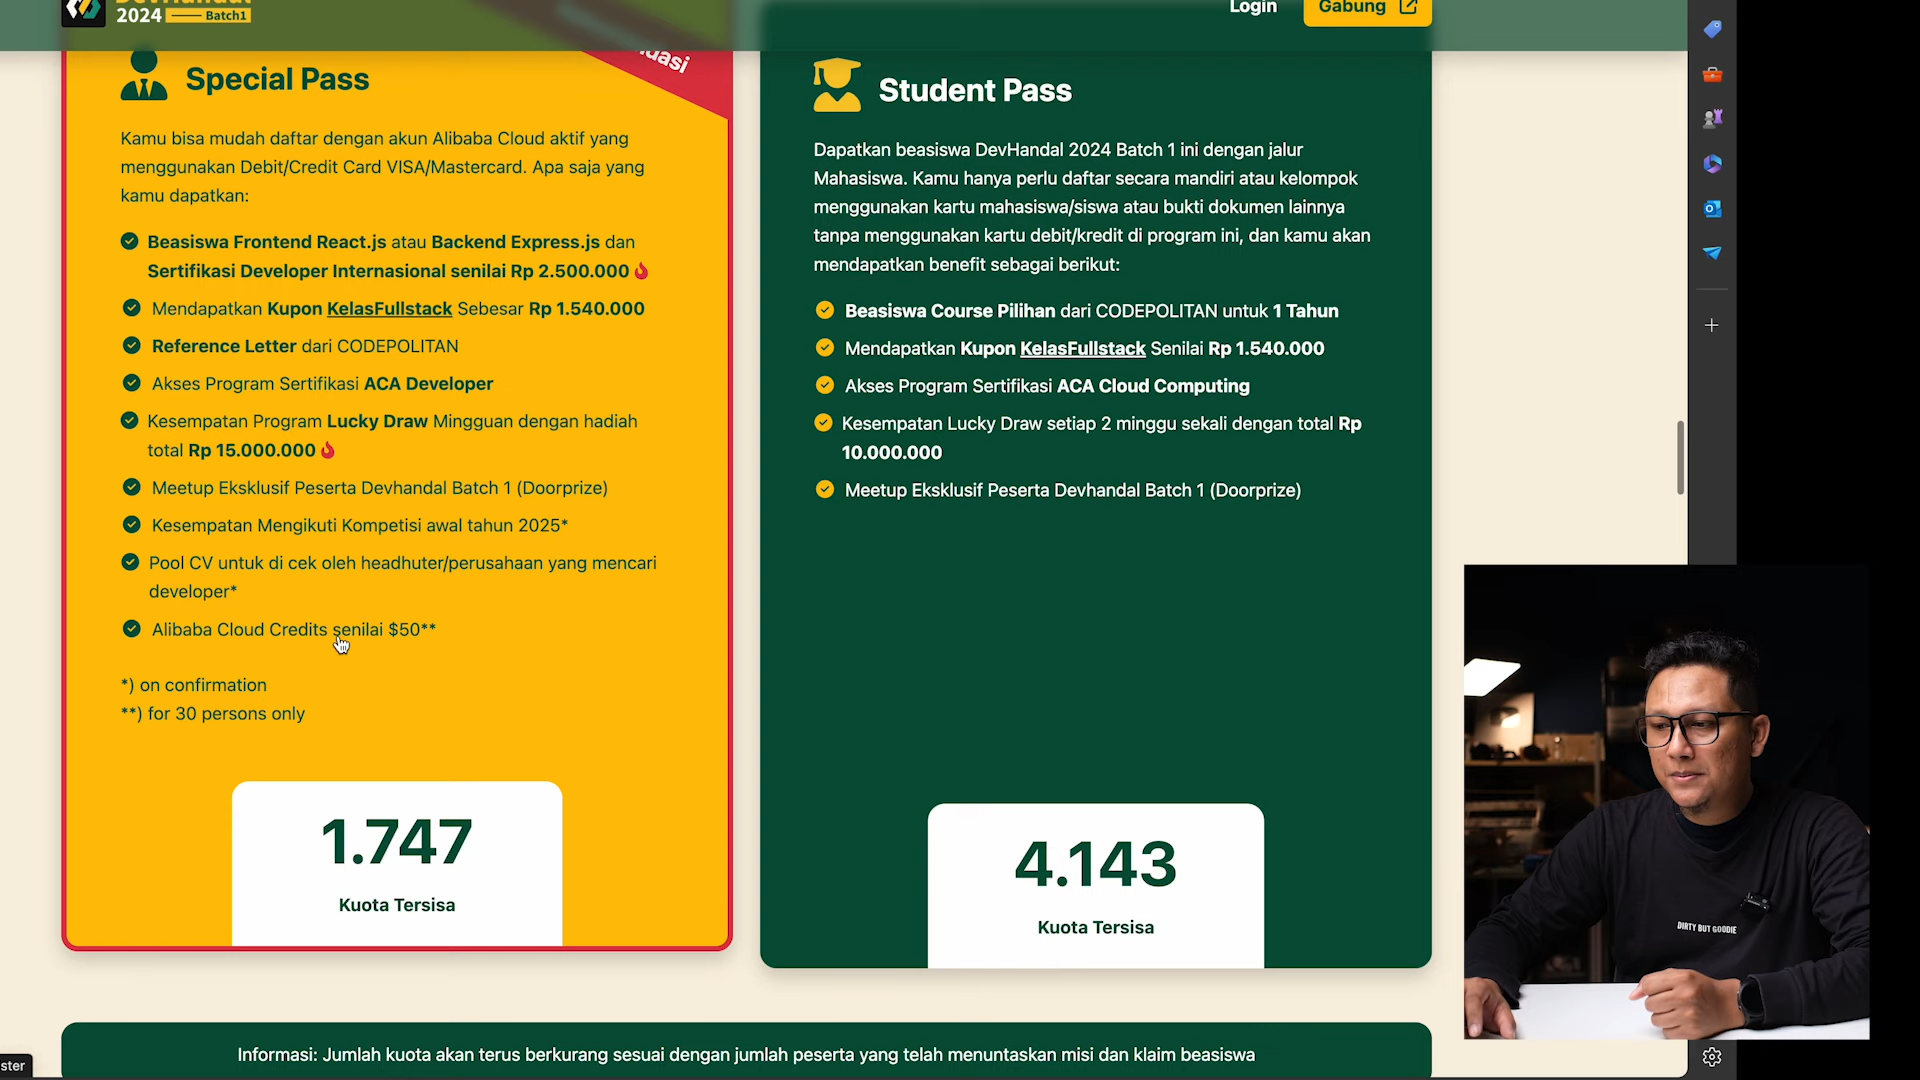 2024 Batch1
Login
Gabung
Special Pass
Kamu bisa mudah daftar dengan akun Alibaba Cloud aktif yang
menggunakan Debit/Credit Card VISA/Mastercard. Apa saja yang
kamu dapatkan:
Beasiswa Frontend React.js atau Backend Express.js dan
Sertifikasi Developer Internasional senilai Rp 2.500.000
Mendapatkan Kupon KelasFullstack Sebesar Rp 1.540.000
Reference Letter dari CODEPOLITAN
Akses Program Sertifikasi ACA Developer
Kesempatan Program Lucky Draw Mingguan dengan hadiah
total Rp 15.000.000
Meetup Eksklusif Peserta Devhandal Batch 1 (Doorprize)
Kesempatan Mengikuti Kompetisi awal tahun 2025*
Pool CV untuk di cek oleh headhuter/perusahaan yang mencari
developer*
Alibaba Cloud Credits senilai $50**
*) on confirmation
**) for 30 persons only
1.747
Kuota Tersisa
Student Pass
Dapatkan beasiswa DevHandal 2024 Batch 1 ini dengan jalur
Mahasiswa. Kamu hanya perlu daftar secara mandiri atau kelompok
menggunakan kartu mahasiswa/siswa atau bukti dokumen lainnya
tanpa menggunakan kartu debit/kredit di program ini, dan kamu akan
mendapatkan benefit sebagai berikut:
Beasiswa Course Pilihan dari CODEPOLITAN untuk 1 Tahun
Mendapatkan Kupon KelasFullstack Senilai Rp 1.540.000
Akses Program Sertifikasi ACA Cloud Computing
Kesempatan Lucky Draw setiap 2 minggu sekali dengan total Rp
10.000.000
Meetup Eksklusif Peserta Devhandal Batch 1 (Doorprize)
4.143
Kuota Tersisa
DIRTY BUT GOODIE
Informasi: Jumlah kuota akan terus berkurang sesuai dengan jumlah peserta yang telah menuntaskan misi dan klaim beasiswa